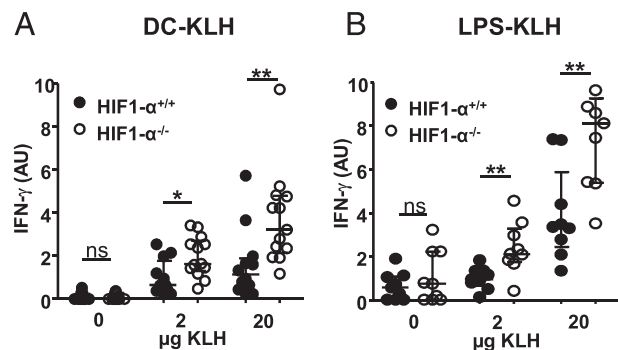 A DC-KLH
IFN-γ (AU)
10
8
6
4
2
0
HIF1-α+/+
HIF1-α-/-
ns
*
**
0 2 20
µg KLH
B LPS-KLH
IFN-γ (AU)
10
8
6
4
2
0
HIF1-α+/+
HIF1-α-/-
ns
**
**
0 2 20
µg KLH